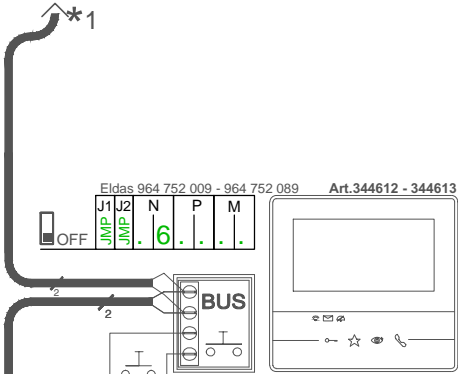 *1
Eldas 964 752 009 - 964 752 089 Art.344612 - 344613
J1 J2 N P M
OFF JMP JMP . 6 . . . .
2
2
BUS